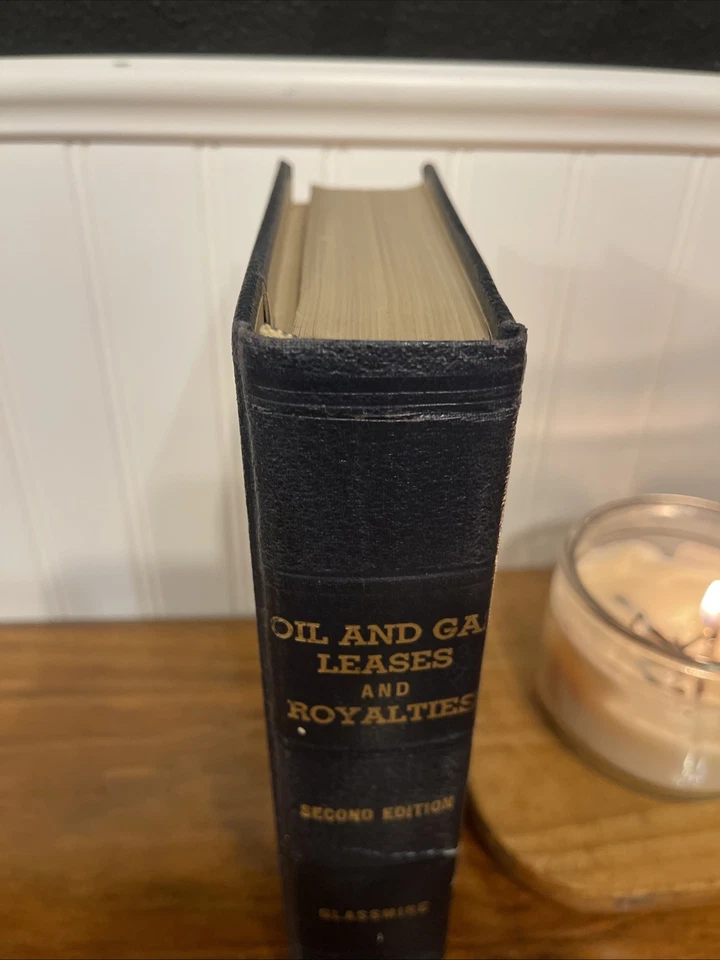 OIL AND GA
LEASES
AND
ROYALTIES
SECOND EDITION
GLASSMIRE